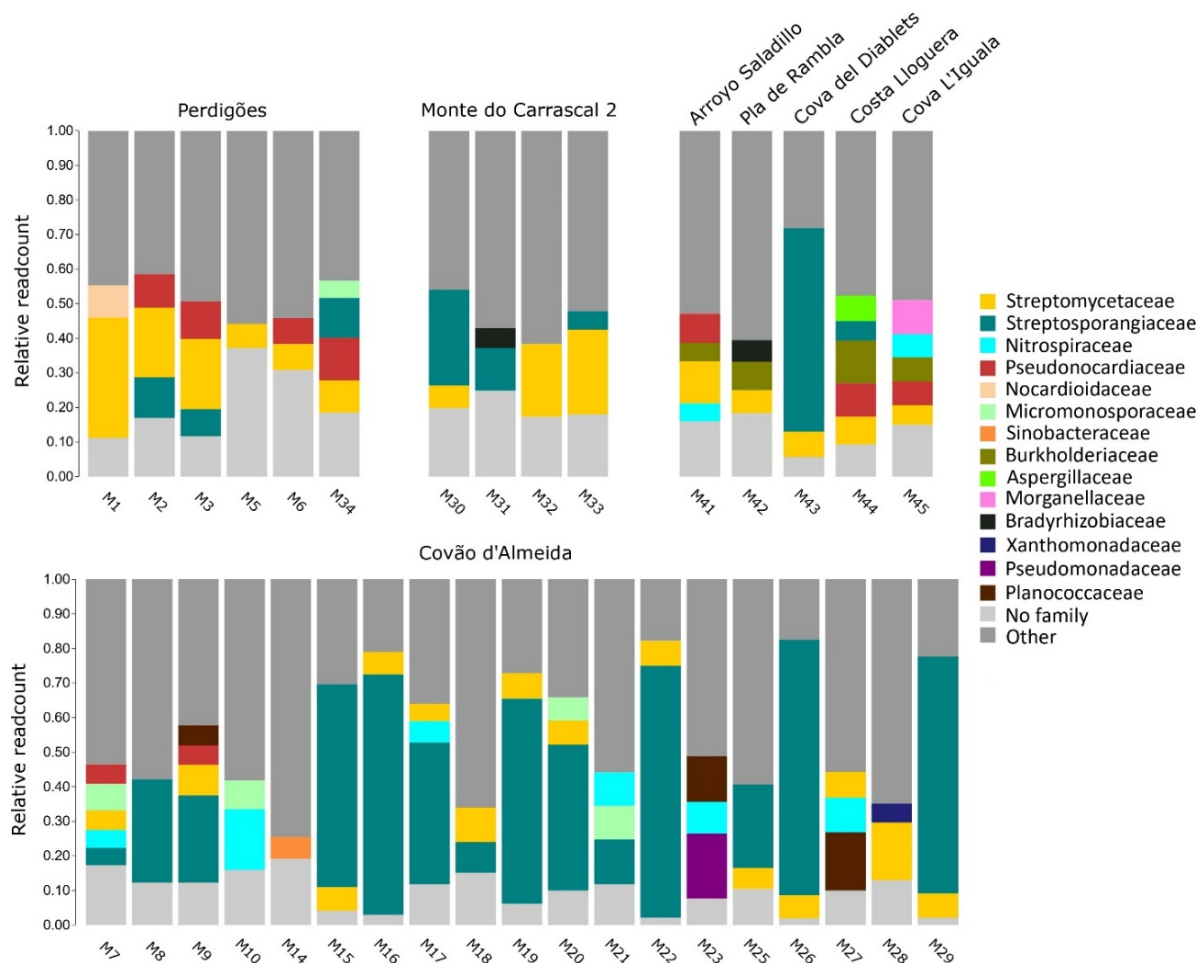 Perdigões
Monte do Carrascal 2
Arroyo Saladillo
Pla de Rambla
Cova del Diablets
Costa Lloguera
Cova L'Iguala
Relative readcount
1.00
0.90
0.80
0.70
0.60
0.50
0.40
0.30
0.20
0.10
0.00
M1 M2 M3 M5 M6 M34 M30 M31 M32 M33 M41 M42 M43 M44 M45
Streptomycetaceae
Streptosporangiaceae
Nitrospiraceae
Pseudonocardiaceae
Nocardioidaceae
Micromonosporaceae
Sinobacteraceae
Burkholderiaceae
Aspergillaceae
Morganellaceae
Bradyrhizobiaceae
Xanthomonadaceae
Pseudomonadaceae
Planococcaceae
No family
Other
Covão d'Almeida
Relative readcount
1.00
0.90
0.80
0.70
0.60
0.50
0.40
0.30
0.20
0.10
0.00
M7 M8 M9 M10 M14 M15 M16 M17 M18 M19 M20 M21 M22 M23 M25 M26 M27 M28 M29